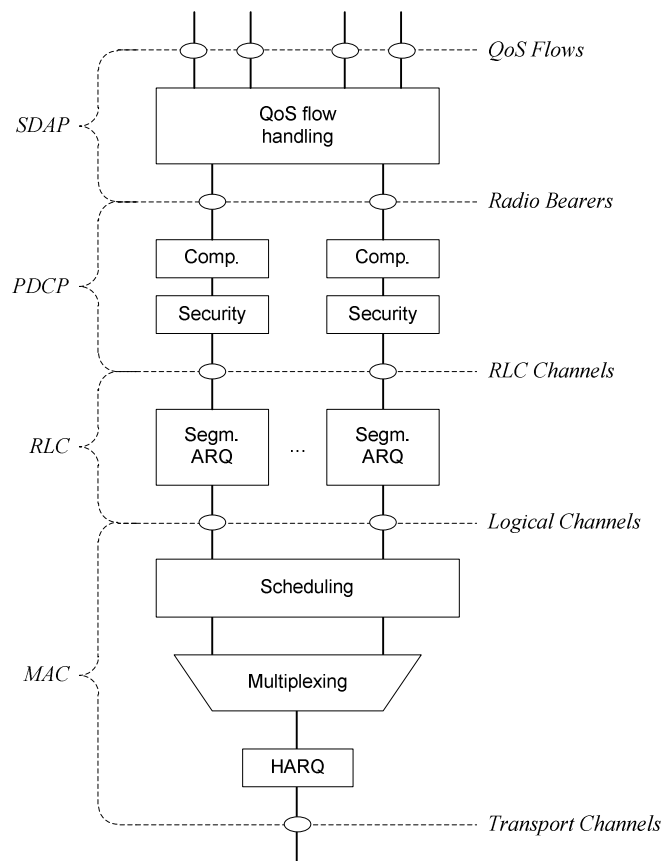 QoS Flows
QoS flow
handling
SDAP
Radio Bearers
Comp.
Comp.
PDCP
Security
Security
RLC Channels
Segm.
ARQ
...
Segm.
ARQ
RLC
Logical Channels
Scheduling
MAC
Multiplexing
HARQ
Transport Channels